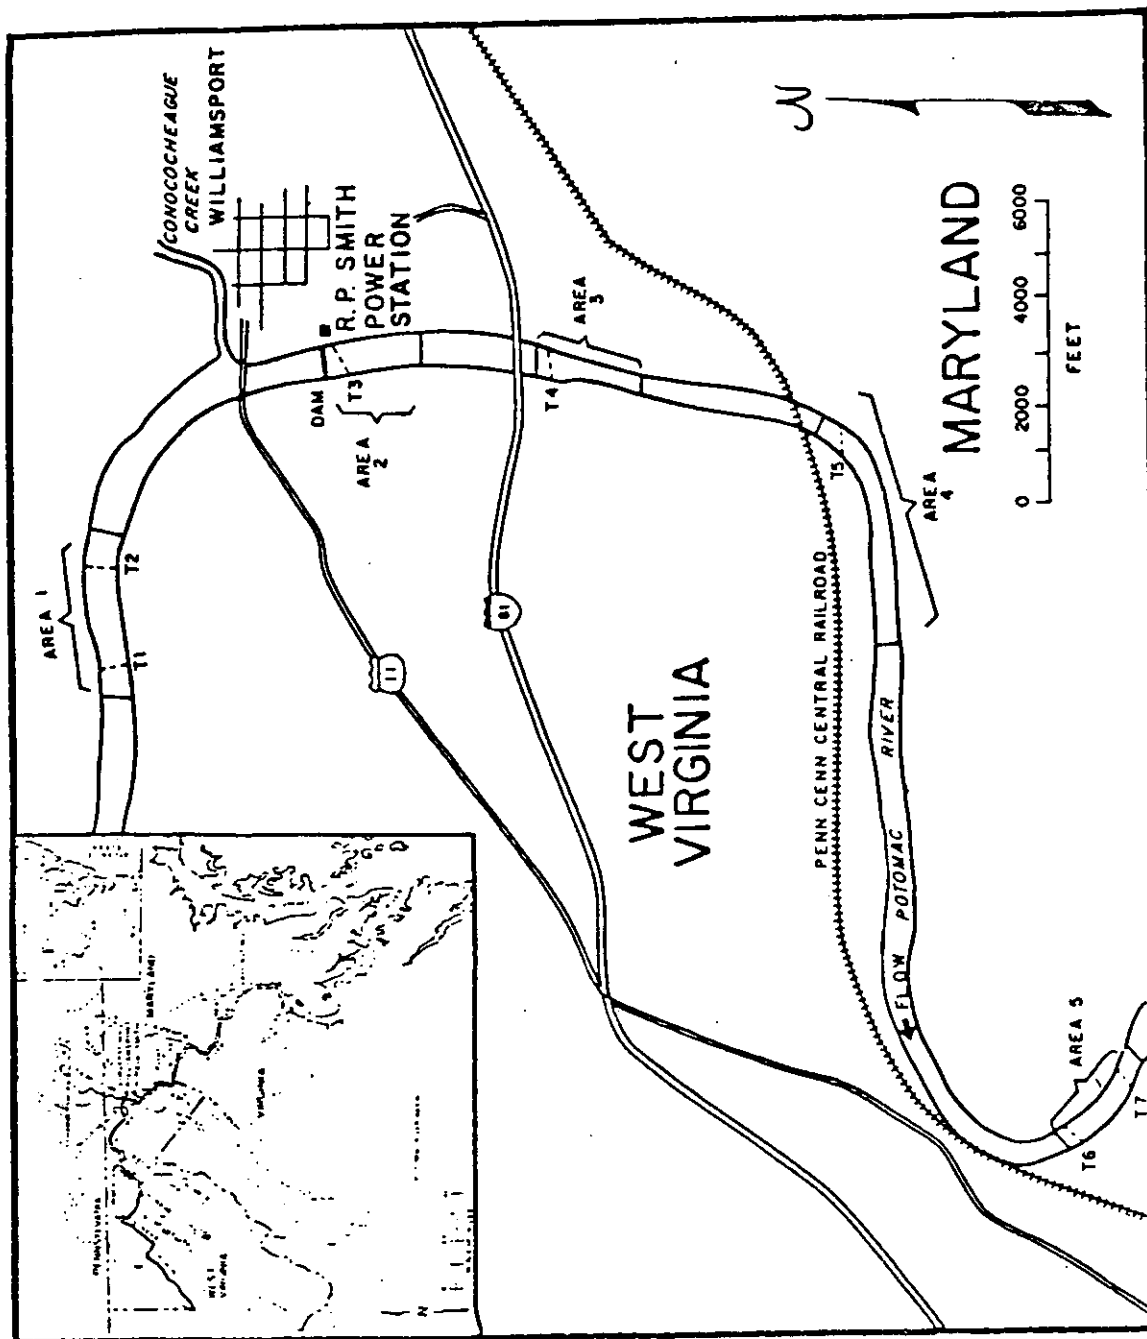 CONOCOCHEAGUE
CREEK
WILLIAMSPORT
R.P. SMITH
POWER
STATION
DAM
T3
AREA
2
AREA 1
T2
T1
T4
AREA
3
T5
AREA
4
11
81
WEST
VIRGINIA
MARYLAND
PENN CENTRAL RAILROAD
POTOMAC RIVER
FLOW
AREA 5
T6
T7
N
0 2000 4000 6000
FEET
PENNSYLVANIA
MARYLAND
WEST
VIRGINIA
VIRGINIA
N